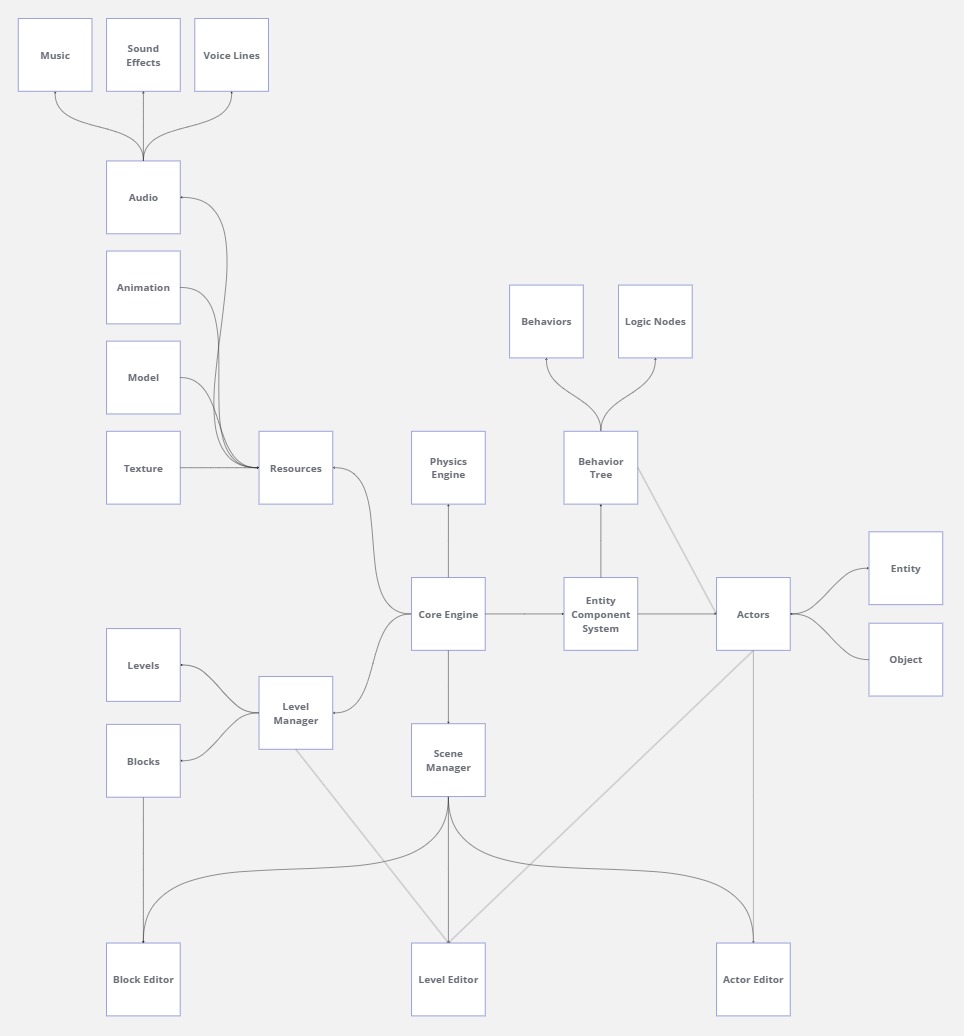 Music
Sound
Effects
Voice Lines
Audio
Animation
Behaviors
Logic Nodes
Model
Texture
Resources
Physics
Engine
Behavior
Tree
Entity
Core Engine
Entity
Component
System
Actors
Object
Levels
Level
Manager
Blocks
Scene
Manager
Block Editor
Level Editor
Actor Editor